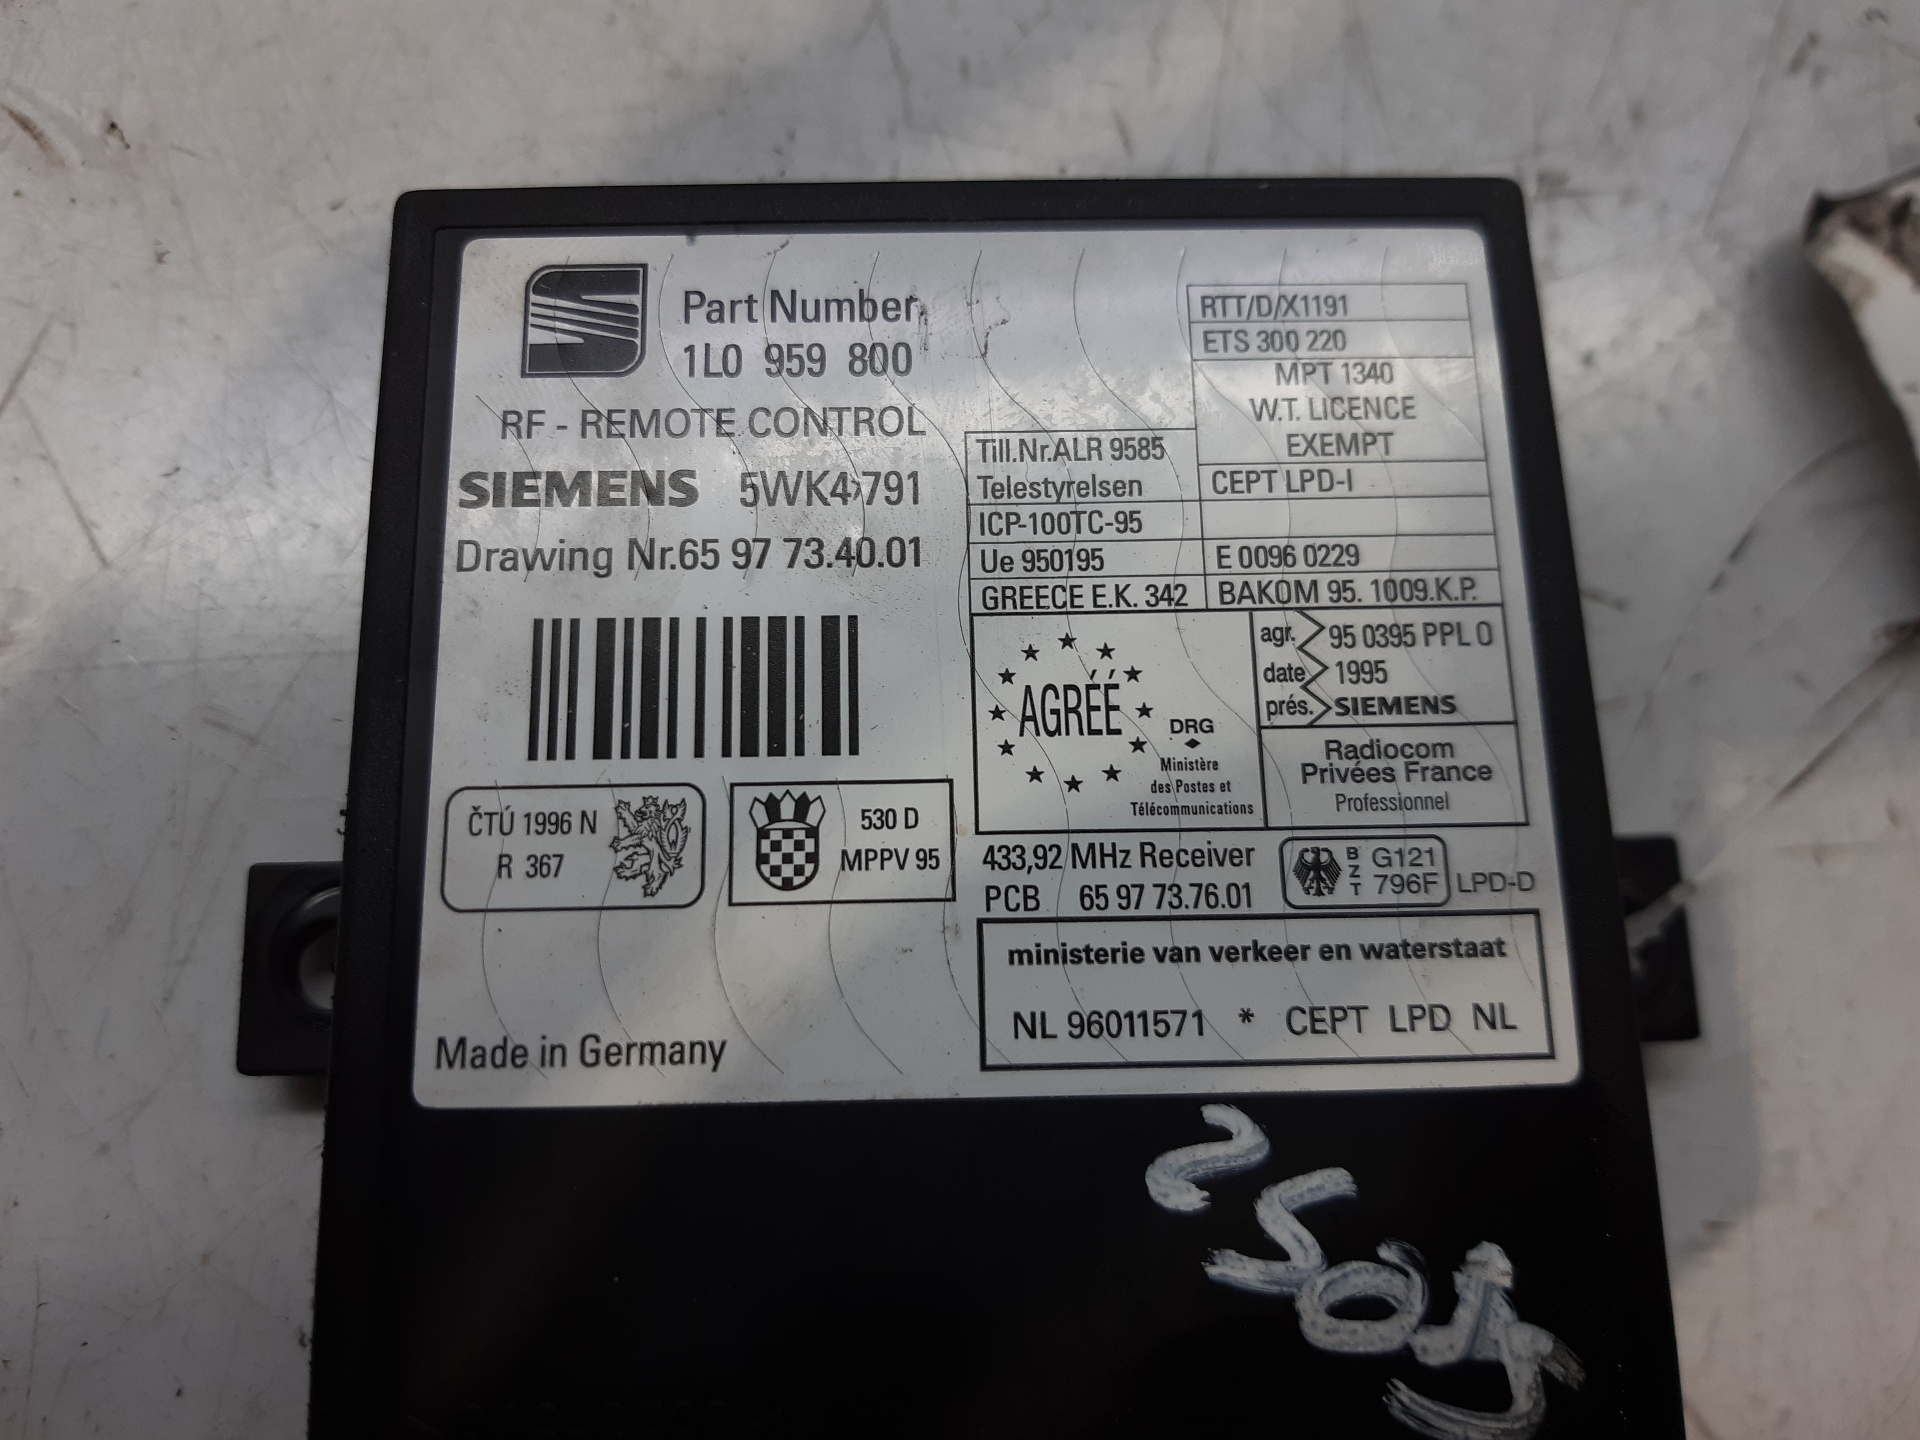 Part Number
1L0 959 800
RF - REMOTE CONTROL
SIEMENS 5WK4 791
Drawing Nr.65 97 73.40.01
ČTÚ 1996 N
R 367
530 D
MPPV 95
Made in Germany
RTT/D/X1191
ETS 300 220
MPT 1340
W.T. LICENCE
EXEMPT
Till.Nr.ALR 9585
Telestyrelsen
CEPT LPD-I
ICP-100TC-95
Ue 950195
E 0096 0229
GREECE E.K. 342
BAKOM 95. 1009.K.P.
AGRÉÉ
DRG
Ministère
des Postes et
Télécommunications
agr. 95 0395 PPL 0
date 1995
prés. SIEMENS
Radiocom
Privées France
Professionnel
433,92 MHz Receiver
PCB 65 97 73.76.01
BZT
G121
796F
LPD-D
ministerie van verkeer en waterstaat
NL 96011571 * CEPT LPD NL